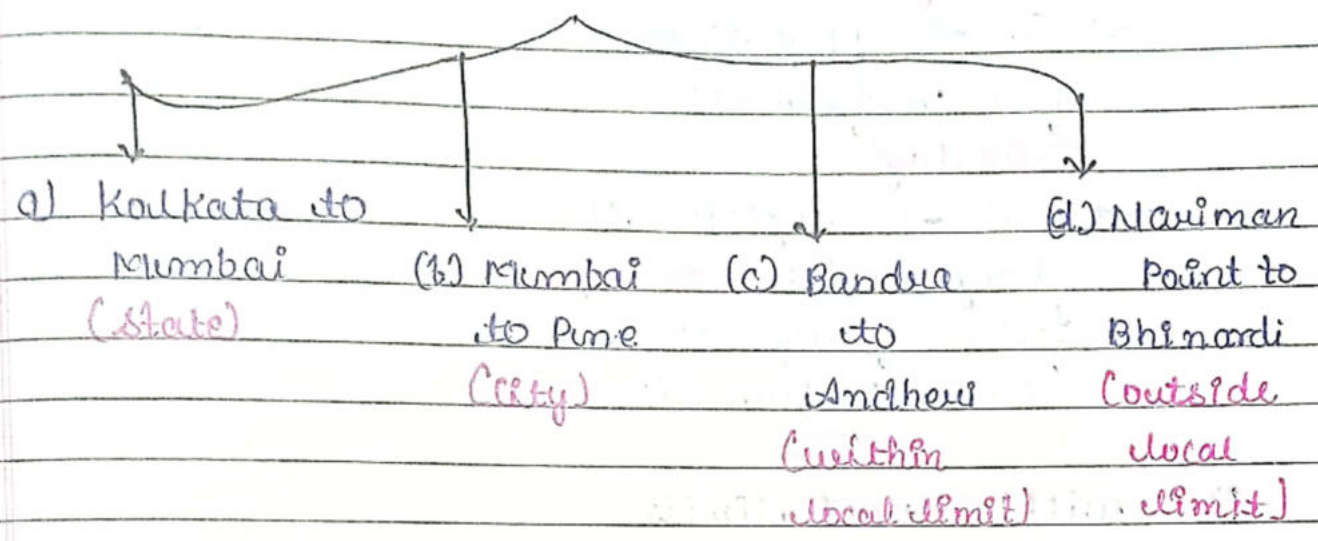 a) Kolkata to
Mumbai
(State)
(b) Mumbai
to Pune
(City)
(c) Bandra
to
Andheri
(within
local limit)
(d.) Nariman
Point to
Bhinardi
(outside
local
limit)